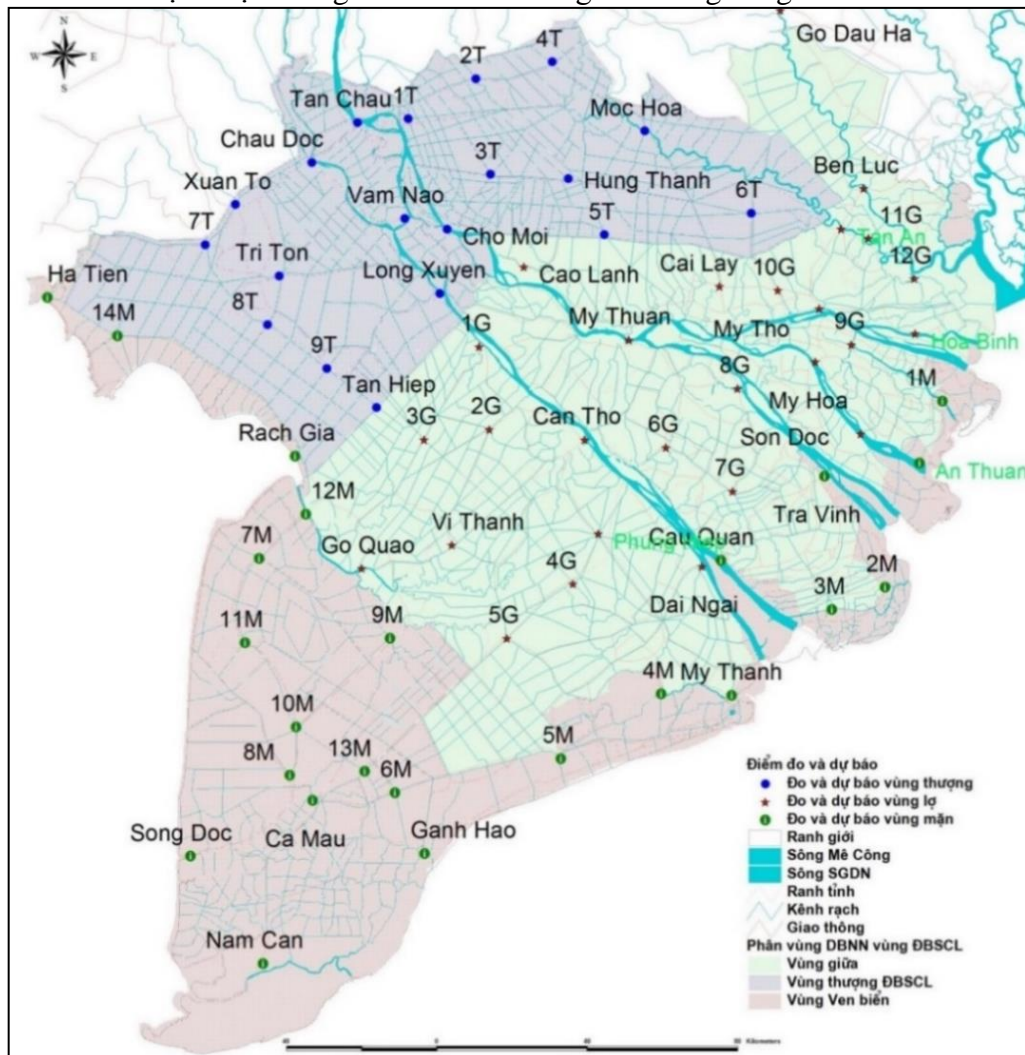 Go Dau Ha
4T
2T
Tan Chau
1T
Moc Hoa
Chau Doc
3T
Ben Luc
Xuan To
Hung Thanh
Vam Nao
6T
5T
11G
7T
Tan An
Cho Moi
Tri Ton
12G
Ha Tien
Long Xuyen
Cao Lanh
Cai Lay
10G
8T
14M
1G
My Thuan
My Tho
9G
Hoa Binh
9T
8G
1M
Tan Hiep
My Hoa
3G
2G
Can Tho
6G
Son Doc
Rach Gia
7G
An Thuan
12M
Vi Thanh
Tra Vinh
7M
Go Quao
Cau Quan
4G
2M
3M
Dai Ngai
11M
9M
5G
4M
My Thanh
10M
5M
8M
13M
6M
Song Doc
Ca Mau
Ganh Hao
Nam Can
N
W
E
S
Điểm đo và dự báo
Đo và dự báo vùng thượng
Đo và dự báo vùng lợ
Đo và dự báo vùng mặn
Ranh giới
Sông Mê Công
Sông SGDN
Ranh tỉnh
Kênh rạch
Giao thông
Phân vùng DBNN vùng ĐBSCL
Vùng giữa
Vùng thượng ĐBSCL
Vùng Ven biển
40
0
40
80
Kilometers